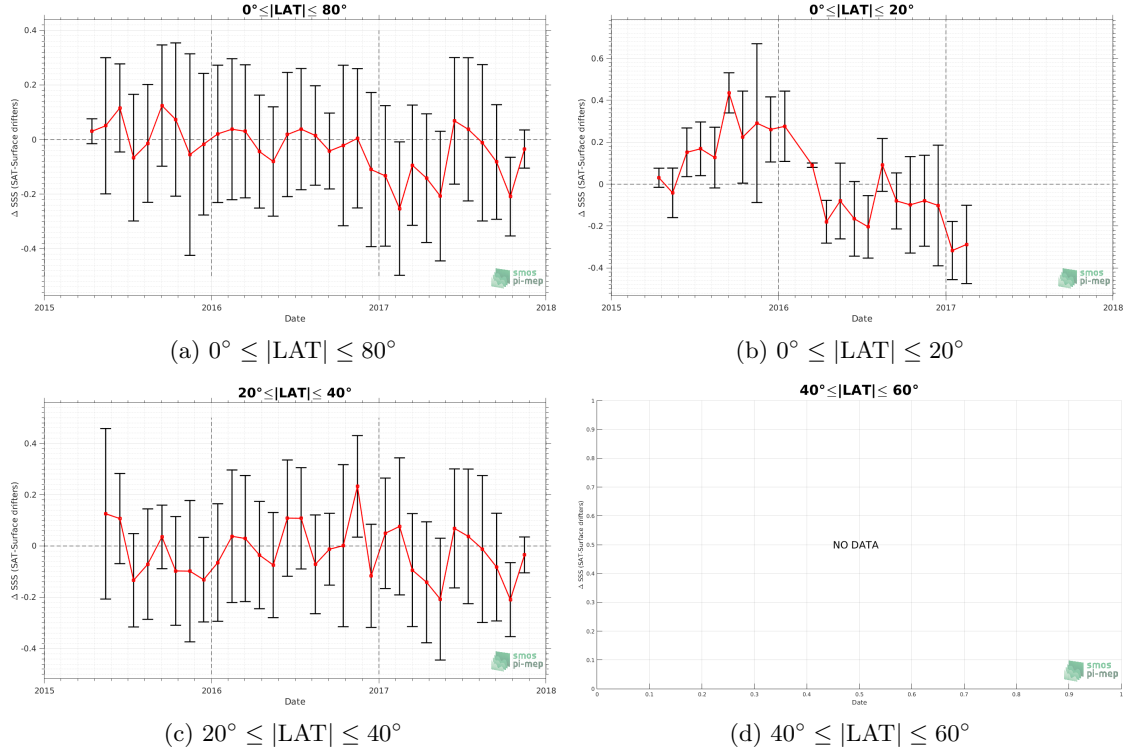 0°≤|LAT|≤ 80°
Δ SSS (SAT-Surface drifters)
0.4
0.2
0
-0.2
-0.4
2015
2016
2017
2018
Date
smos
pi-mep
(a) 0° ≤ |LAT| ≤ 80°
0°≤|LAT|≤ 20°
Δ SSS (SAT-Surface drifters)
0.6
0.4
0.2
0
-0.2
-0.4
2015
2016
2017
2018
Date
smos
pi-mep
(b) 0° ≤ |LAT| ≤ 20°
20°≤|LAT|≤ 40°
Δ SSS (SAT-Surface drifters)
0.4
0.2
0
-0.2
-0.4
2015
2016
2017
2018
Date
smos
pi-mep
(c) 20° ≤ |LAT| ≤ 40°
40°≤|LAT|≤ 60°
Δ SSS (SAT-Surface drifters)
1
0.9
0.8
0.7
0.6
0.5
0.4
0.3
0.2
0.1
0
NO DATA
0
0.1
0.2
0.3
0.4
0.5
0.6
0.7
0.8
0.9
1
Date
smos
pi-mep
(d) 40° ≤ |LAT| ≤ 60°